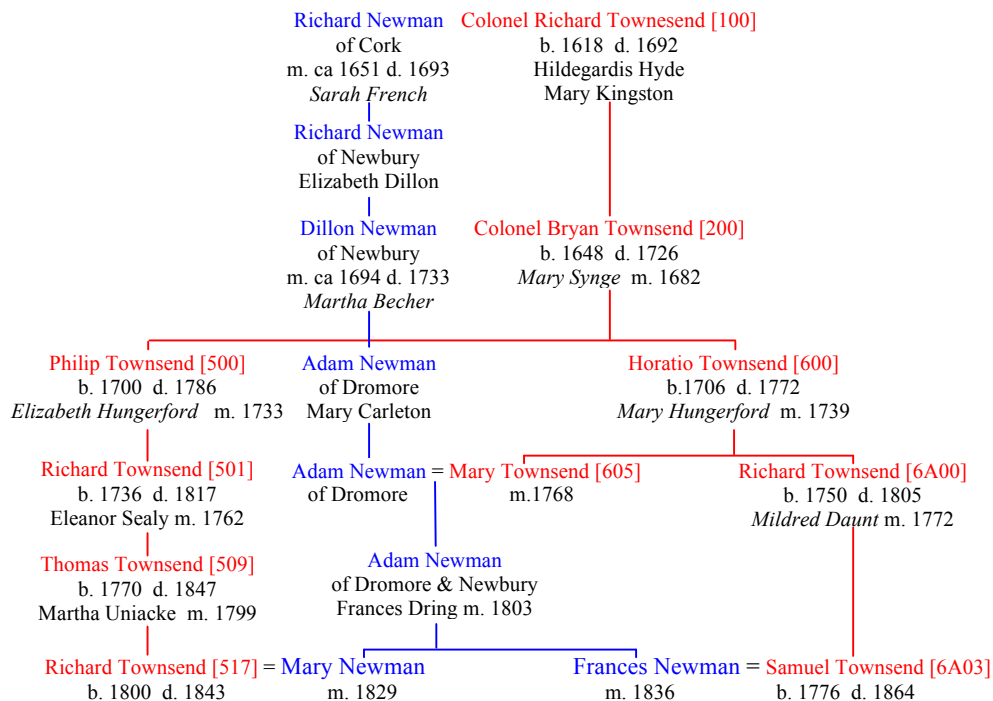 Richard Newman
of Cork
m. ca 1651 d. 1693
Sarah French
Colonel Richard Townesend [100]
b. 1618 d. 1692
Hildegardis Hyde
Mary Kingston
Richard Newman
of Newbury
Elizabeth Dillon
Dillon Newman
of Newbury
m. ca 1694 d. 1733
Martha Becher
Colonel Bryan Townsend [200]
b. 1648 d. 1726
Mary Synge m. 1682
Philip Townsend [500]
b. 1700 d. 1786
Elizabeth Hungerford m. 1733
Adam Newman
of Dromore
Mary Carleton
Horatio Townsend [600]
b.1706 d. 1772
Mary Hungerford m. 1739
Richard Townsend [501]
b. 1736 d. 1817
Eleanor Sealy m. 1762
Adam Newman = Mary Townsend [605]
of Dromore m.1768
Richard Townsend [6A00]
b. 1750 d. 1805
Mildred Daunt m. 1772
Thomas Townsend [509]
b. 1770 d. 1847
Martha Uniacke m. 1799
Adam Newman
of Dromore & Newbury
Frances Dring m. 1803
Richard Townsend [517] = Mary Newman
b. 1800 d. 1843 m. 1829
Frances Newman = Samuel Townsend [6A03]
m. 1836 b. 1776 d. 1864